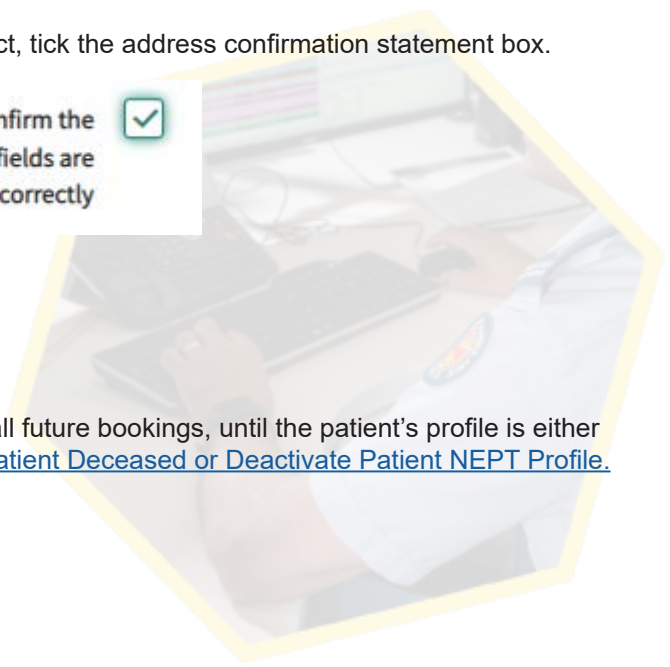 ct, tick the address confirmation statement box.
nfirm the
fields are
correctly
all future bookings, until the patient’s profile is either
atient Deceased or Deactivate Patient NEPT Profile.